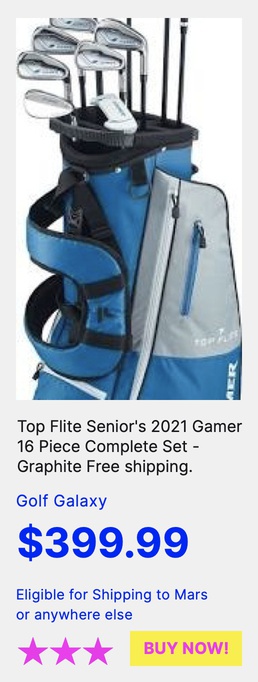 TOP FLITE
MER
Top Flite Senior's 2021 Gamer
16 Piece Complete Set -
Graphite Free shipping.
Golf Galaxy
$399.99
Eligible for Shipping to Mars
or anywhere else
BUY NOW!